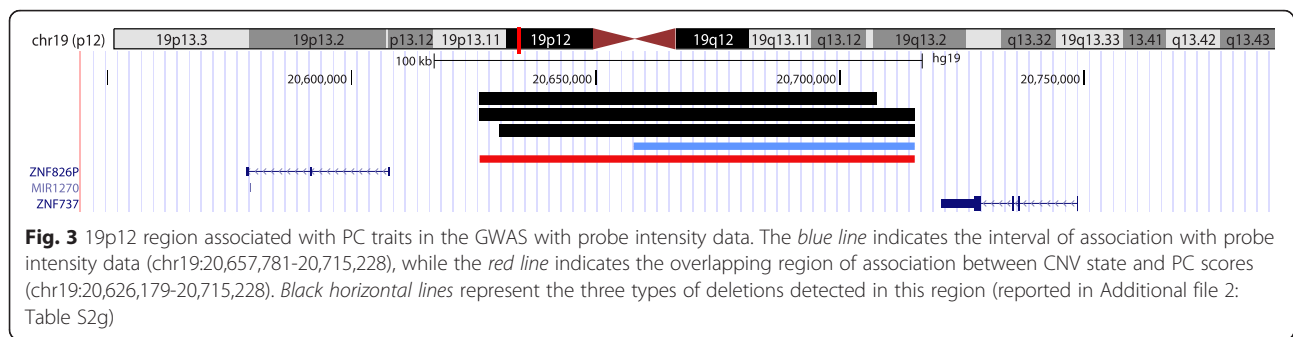 chr19 (p12) 19p13.3 19p13.2 p13.12 19p13.11 19p12 19q12 19q13.11 q13.12 19q13.2 q13.32 19q13.33 13.41 q13.42 q13.43
100 kb hg19
20,600,000 20,650,000 20,700,000 20,750,000
ZNF826P
MIR1270
ZNF737
Fig. 3 19p12 region associated with PC traits in the GWAS with probe intensity data. The blue line indicates the interval of association with probe
intensity data (chr19:20,657,781-20,715,228), while the red line indicates the overlapping region of association between CNV state and PC scores
(chr19:20,626,179-20,715,228). Black horizontal lines represent the three types of deletions detected in this region (reported in Additional file 2:
Table S2g)